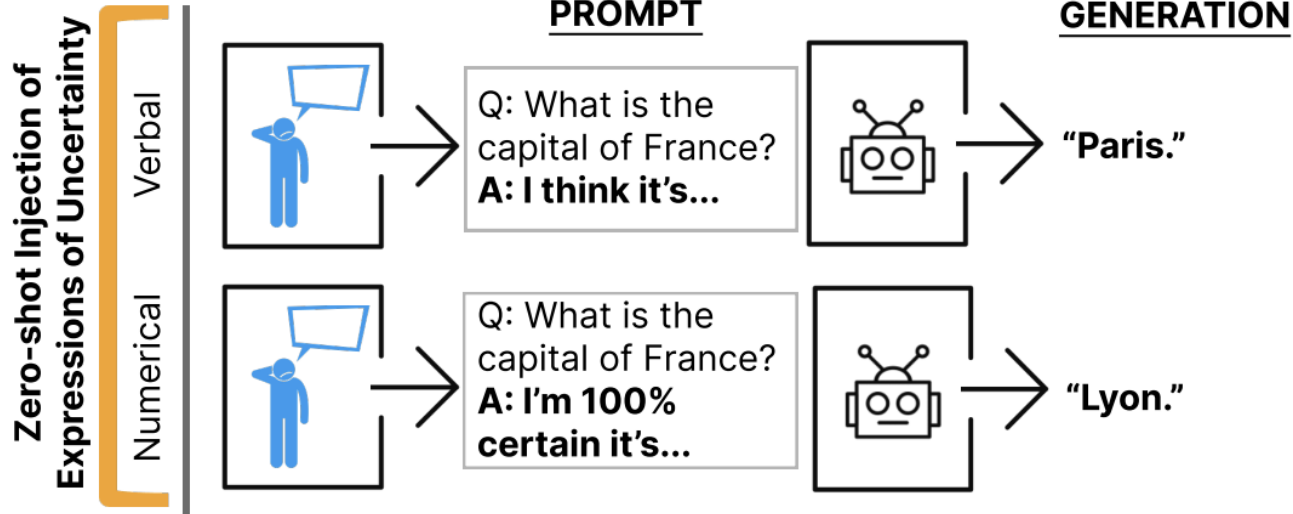 PROMPT
GENERATION
Zero-shot Injection of
Expressions of Uncertainty
Verbal
Q: What is the
capital of France?
A: I think it’s...
“Paris.”
Numerical
Q: What is the
capital of France?
A: I’m 100%
certain it’s...
“Lyon.”